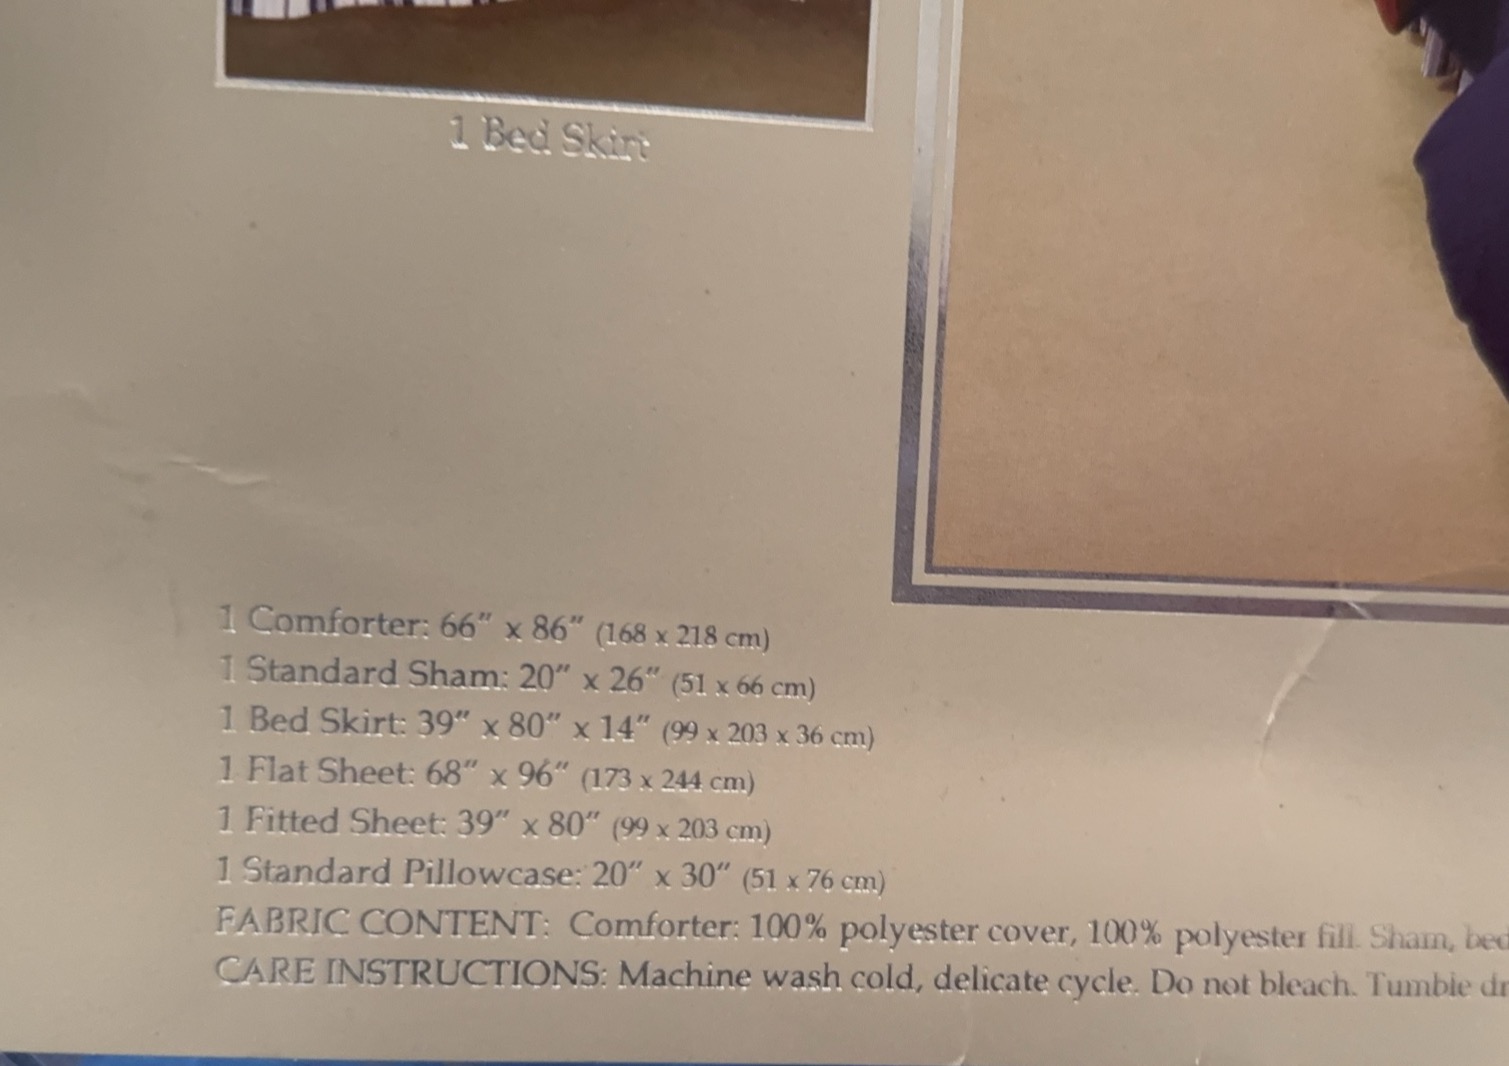 1 Bed Skirt
1 Comforter: 66” x 86” (168 x 218 cm)
1 Standard Sham: 20” x 26” (51 x 66 cm)
1 Bed Skirt: 39” x 80” x 14” (99 x 203 x 36 cm)
1 Flat Sheet: 68” x 96” (173 x 244 cm)
1 Fitted Sheet: 39” x 80” (99 x 203 cm)
1 Standard Pillowcase: 20” x 30” (51 x 76 cm)
FABRIC CONTENT: Comforter: 100% polyester cover, 100% polyester fill. Sham, bed
CARE INSTRUCTIONS: Machine wash cold, delicate cycle. Do not bleach. Tumble dr